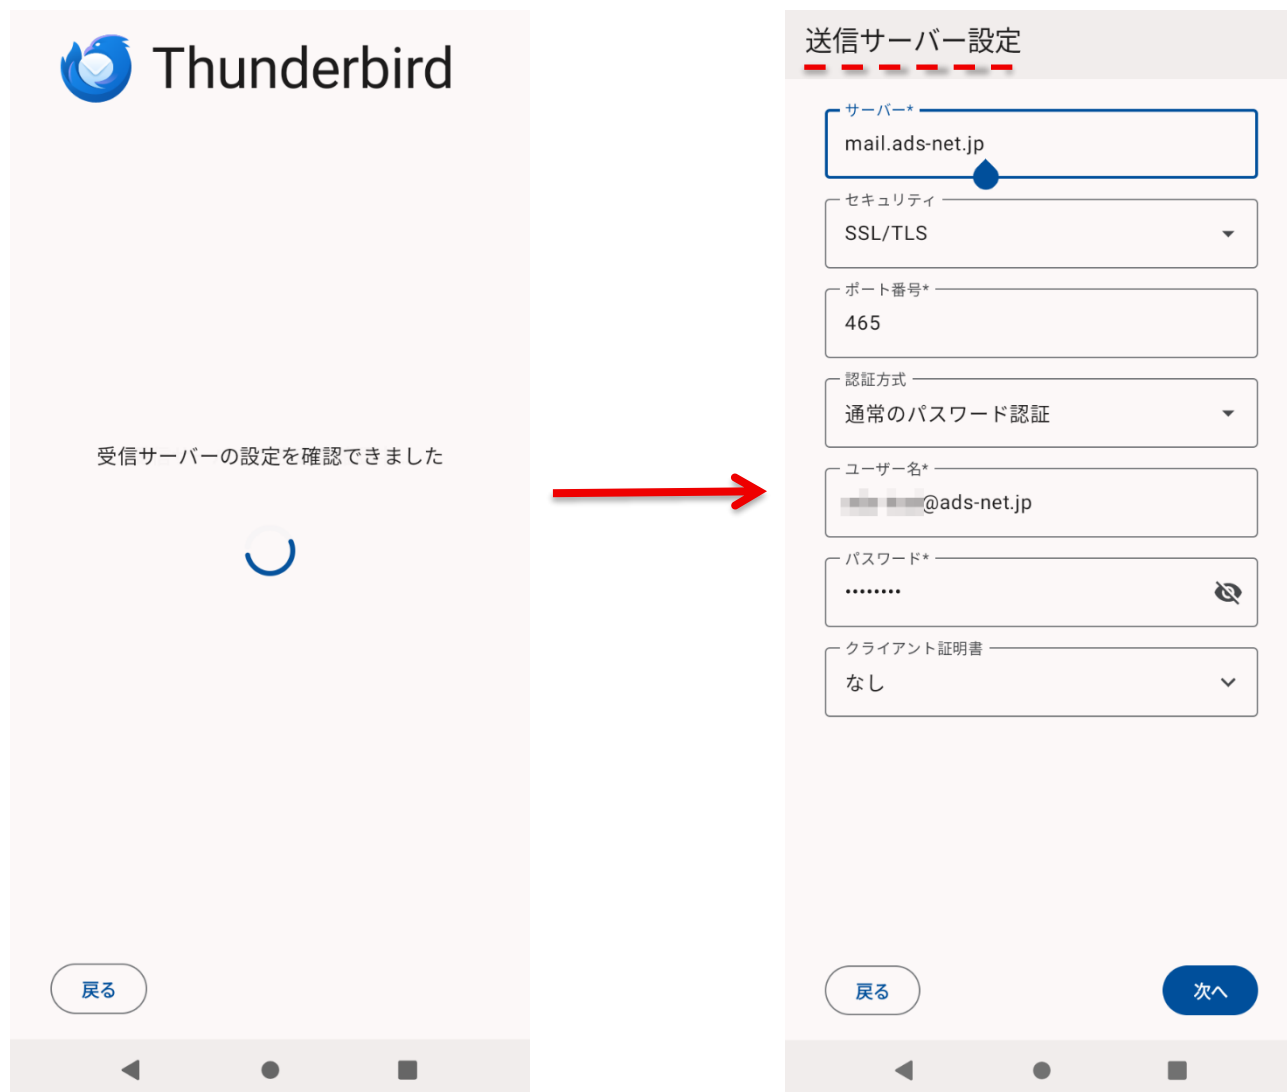 Thunderbird
受信サーバーの設定を確認できました
戻る
送信サーバー設定
サーバー*
mail.ads-net.jp
セキュリティ
SSL/TLS
ポート番号*
465
認証方式
通常のパスワード認証
ユーザー名*
@ads-net.jp
パスワード*
••••••••
クライアント証明書
なし
戻る
次へ